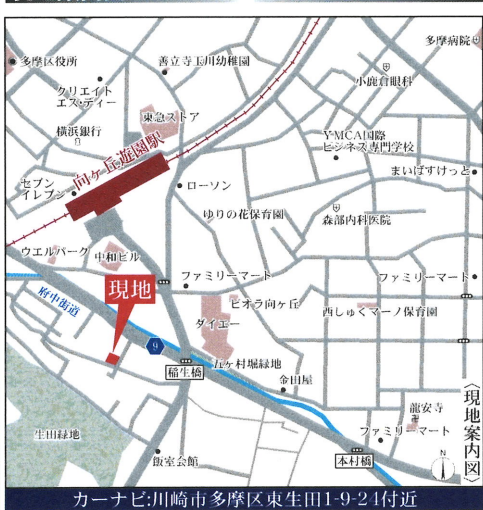 多摩病院
多摩区役所
善立寺玉川幼稚園
小鹿倉眼科
クリエイト
エス・ディー
東急ストア
横浜銀行
YMCA国際
ビジネス専門学校
向ヶ丘遊園駅
まいばすけっと
セブン
イレブン
ローソン
ゆりの花保育園
森部内科医院
ウエルパーク
中和ビル
ファミリーマート
ファミリーマート
現地
府中街道
ビオラ向ヶ丘
西しゅくマーノ保育園
ダイエー
9
五ヶ村堀緑地
稲生橋
金田屋
〈現地案内図〉
龍安寺
生田緑地
ファミリーマート
飯室会館
本村橋
N
カーナビ:川崎市多摩区東生田1-9-24付近